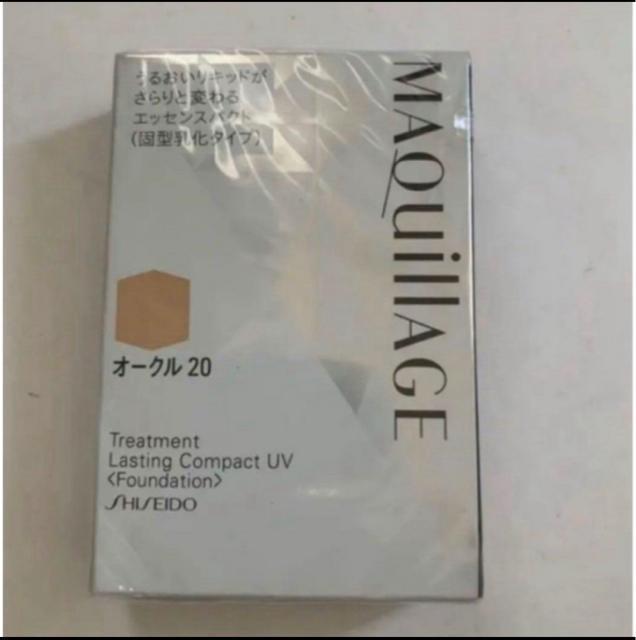 うるおいリキッドが
さらりと変わる
エッセンスパクト
(固型乳化タイプ)
MAQuillAGE
オークル 20
Treatment
Lasting Compact UV
<Foundation>
SHISEIDO